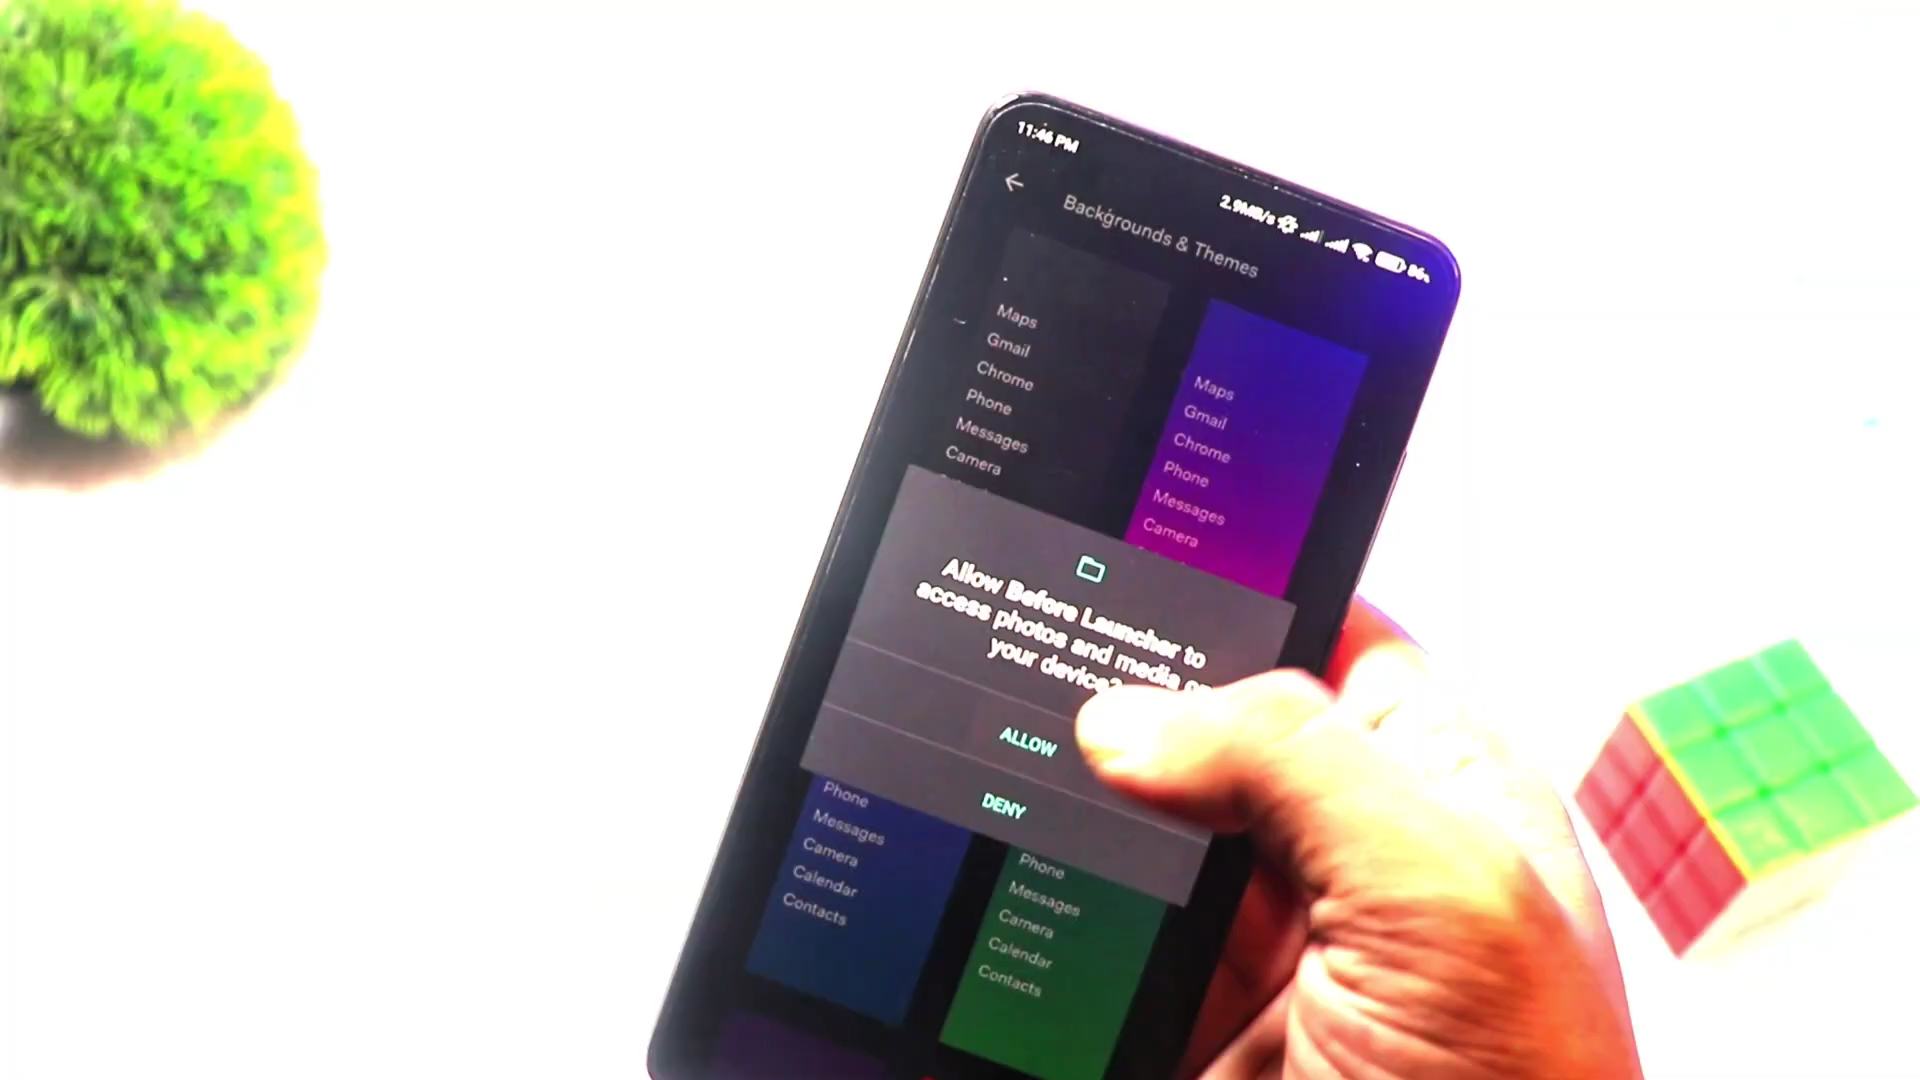 11:46 PM
2.9MB/s
86%
Backgrounds & Themes
Maps
Gmail
Chrome
Phone
Messages
Camera
Maps
Gmail
Chrome
Phone
Messages
Camera
Allow Before Launcher to
access photos and media on
your device?
ALLOW
DENY
Phone
Messages
Camera
Calendar
Contacts
Phone
Messages
Camera
Calendar
Contacts